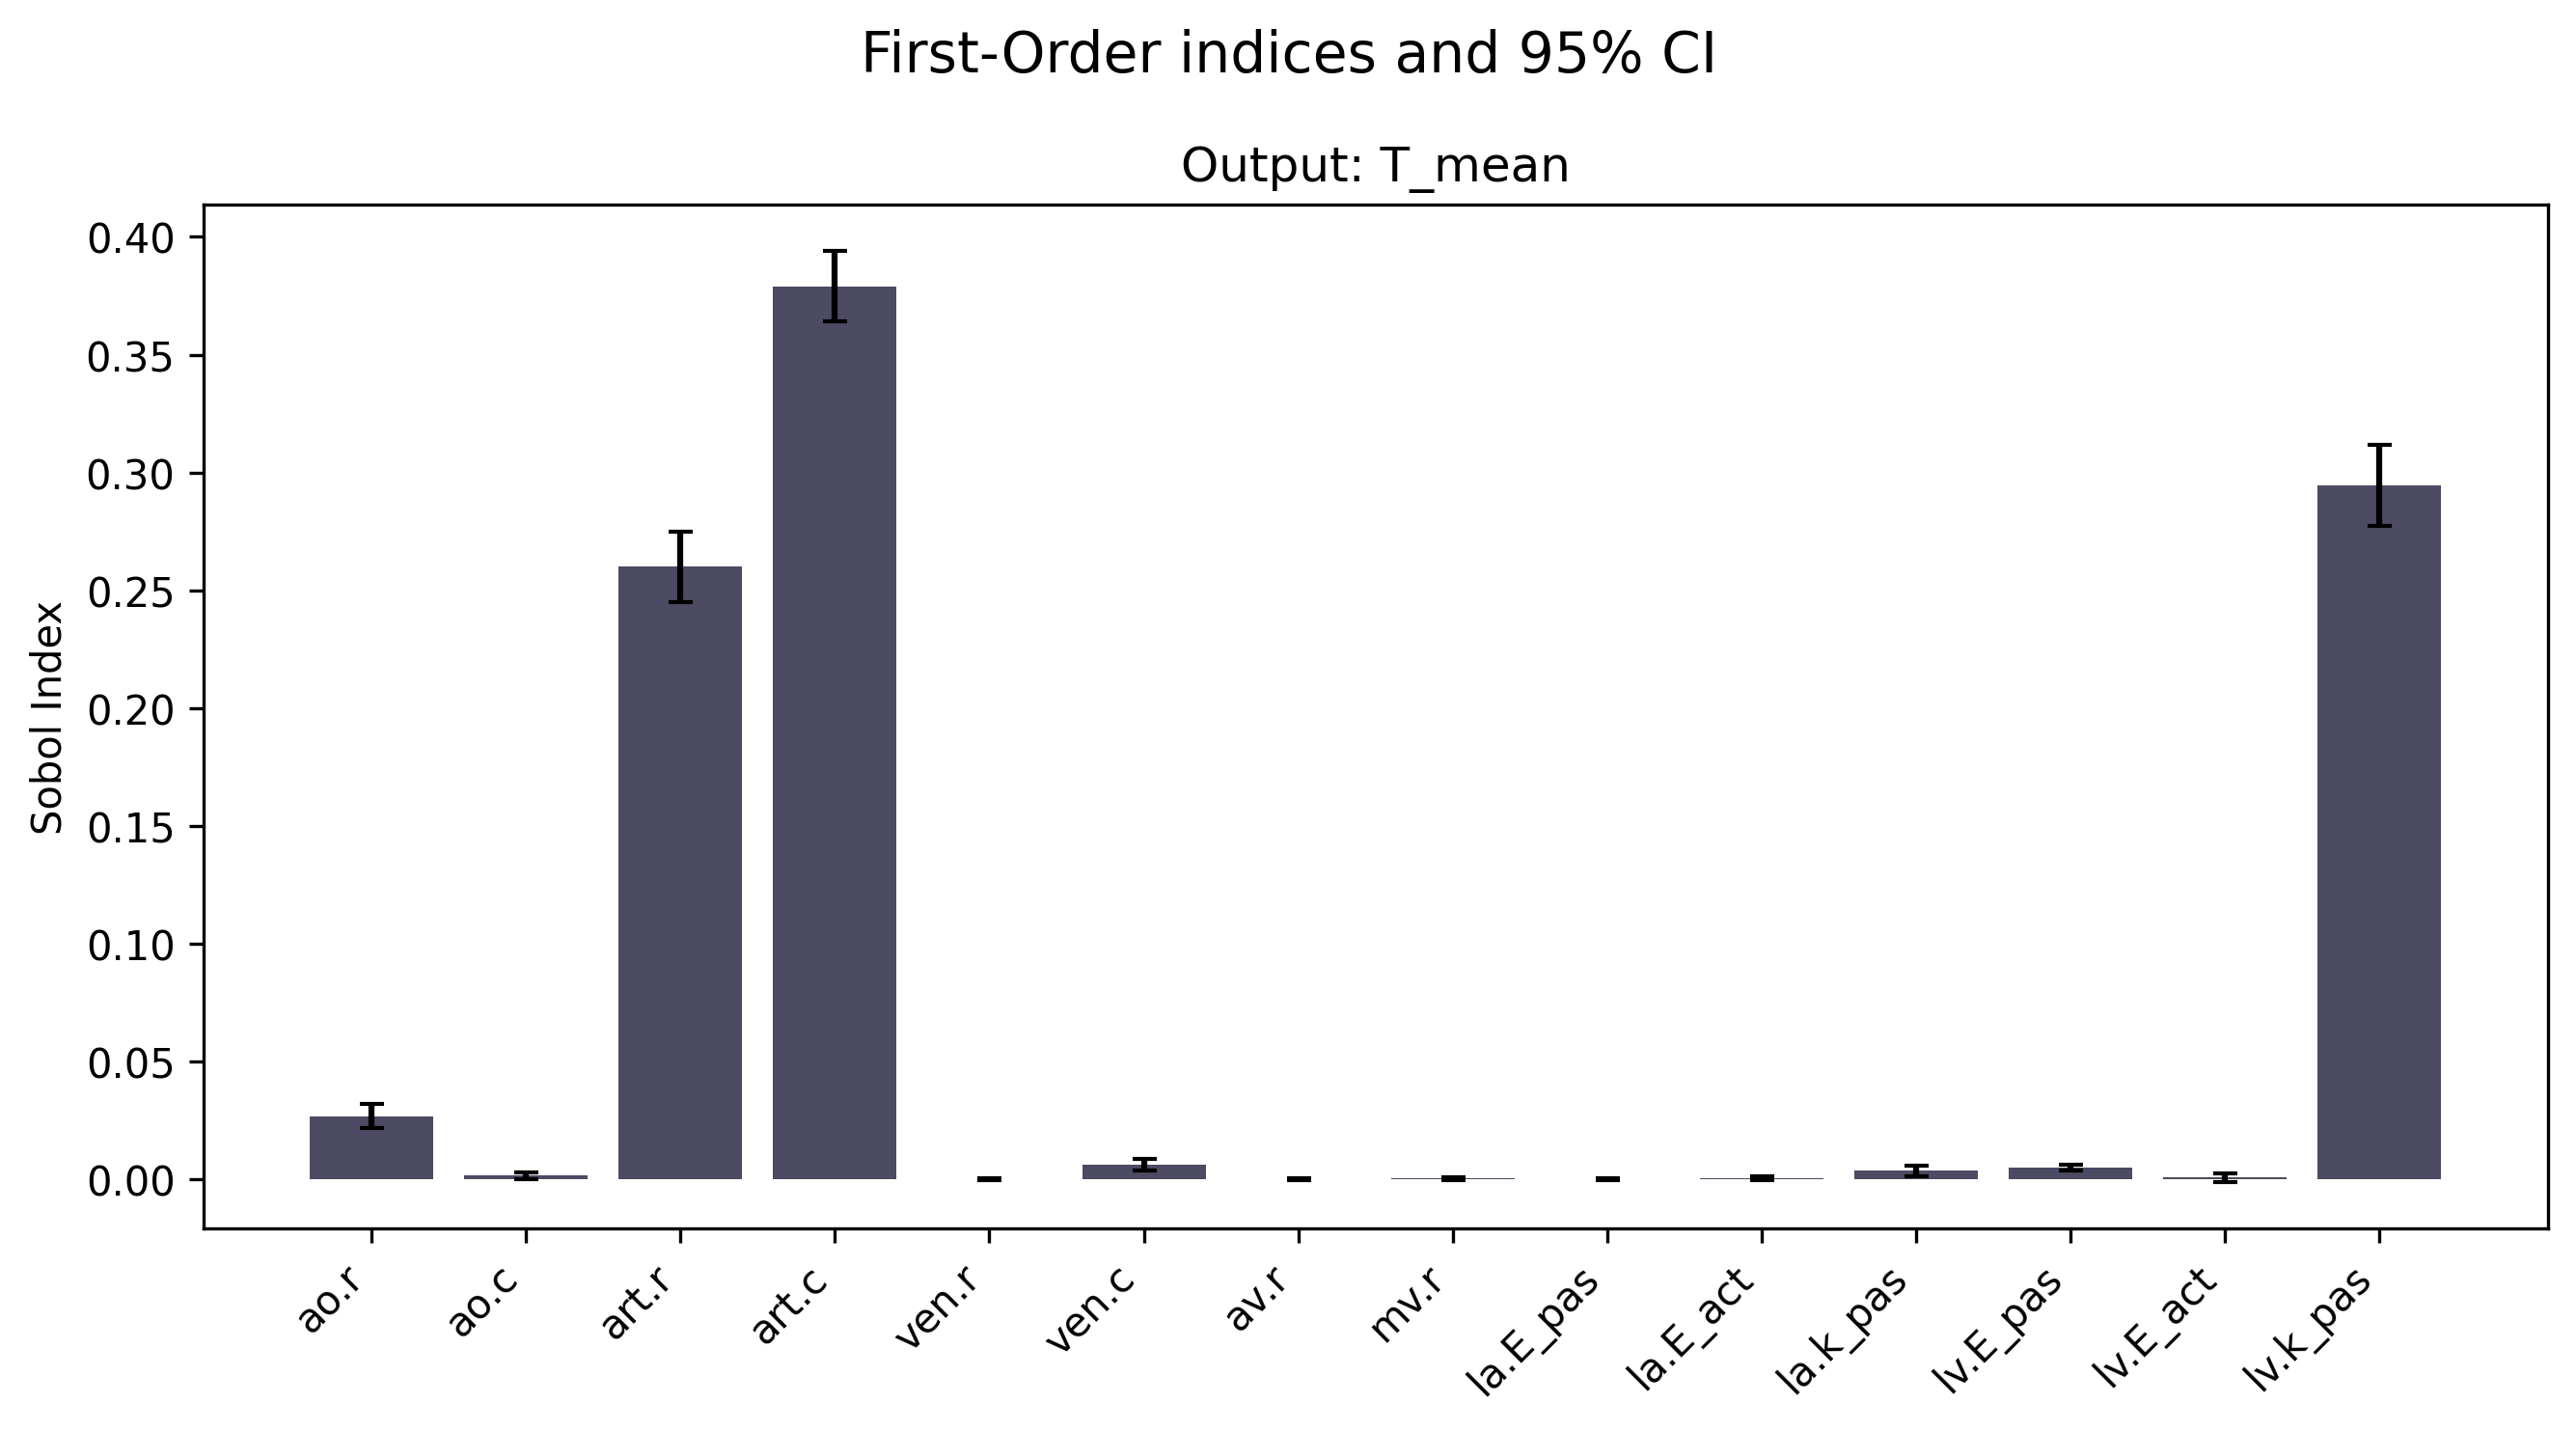 First-Order indices and 95% CI
Output: T_mean
Sobol Index
0.40
0.35
0.30
0.25
0.20
0.15
0.10
0.05
0.00
ao.r
ao.c
art.r
art.c
ven.r
ven.c
av.r
mv.r
la.E_pas
la.E_act
la.k_pas
lv.E_pas
lv.E_act
lv.k_pas